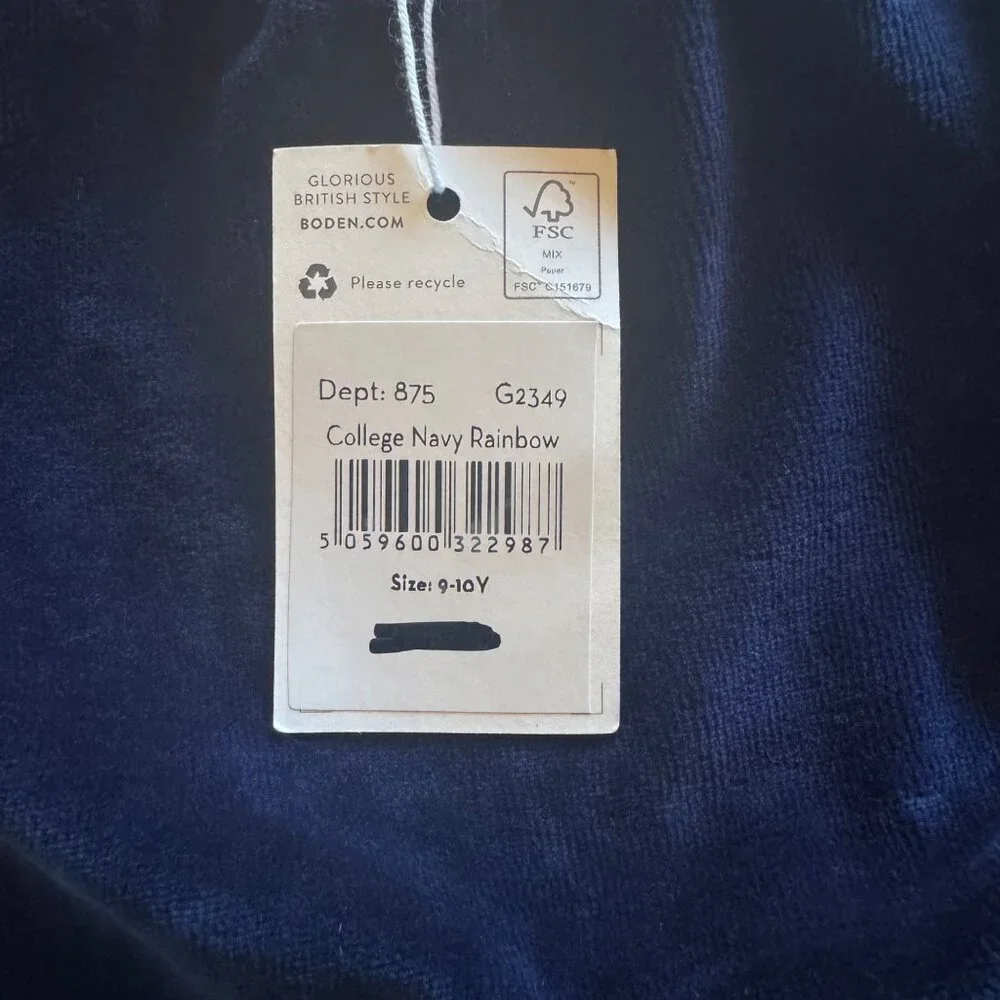 GLORIOUS
BRITISH STYLE
BODEN.COM
Please recycle
™
FSC
MIX
Paper
FSC® C151679
Dept: 875 G2349
College Navy Rainbow
5 059600 322987
Size: 9-10Y